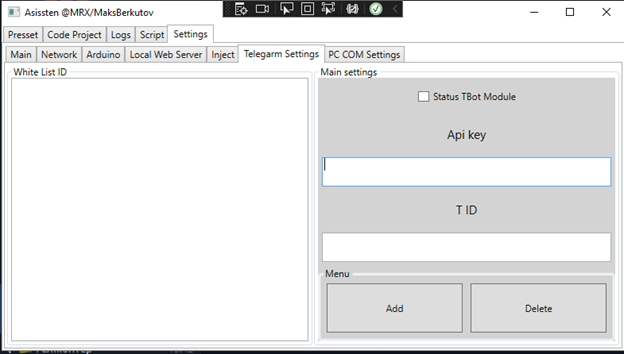 Asissten @MRX/MaksBerkutov
Presset Code Project Logs Script Settings
Main Network Arduino Local Web Server Inject Telegarm Settings PC COM Settings
White List ID
Main settings
Status TBot Module
Api key
T ID
Menu
Add Delete